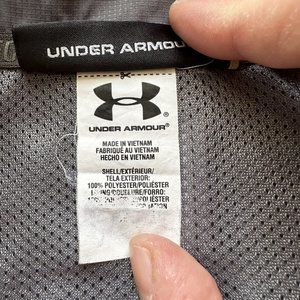 UNDER ARMOU
UNDER ARMOUR
MADE IN VIETNAM
FABRIQUÉ AU VIETNAM
HECHO EN VIETNAM
SHELL/EXTÉRIEUR/
TELA EXTERIOR:
100% POLYESTER/POLIÉSTER